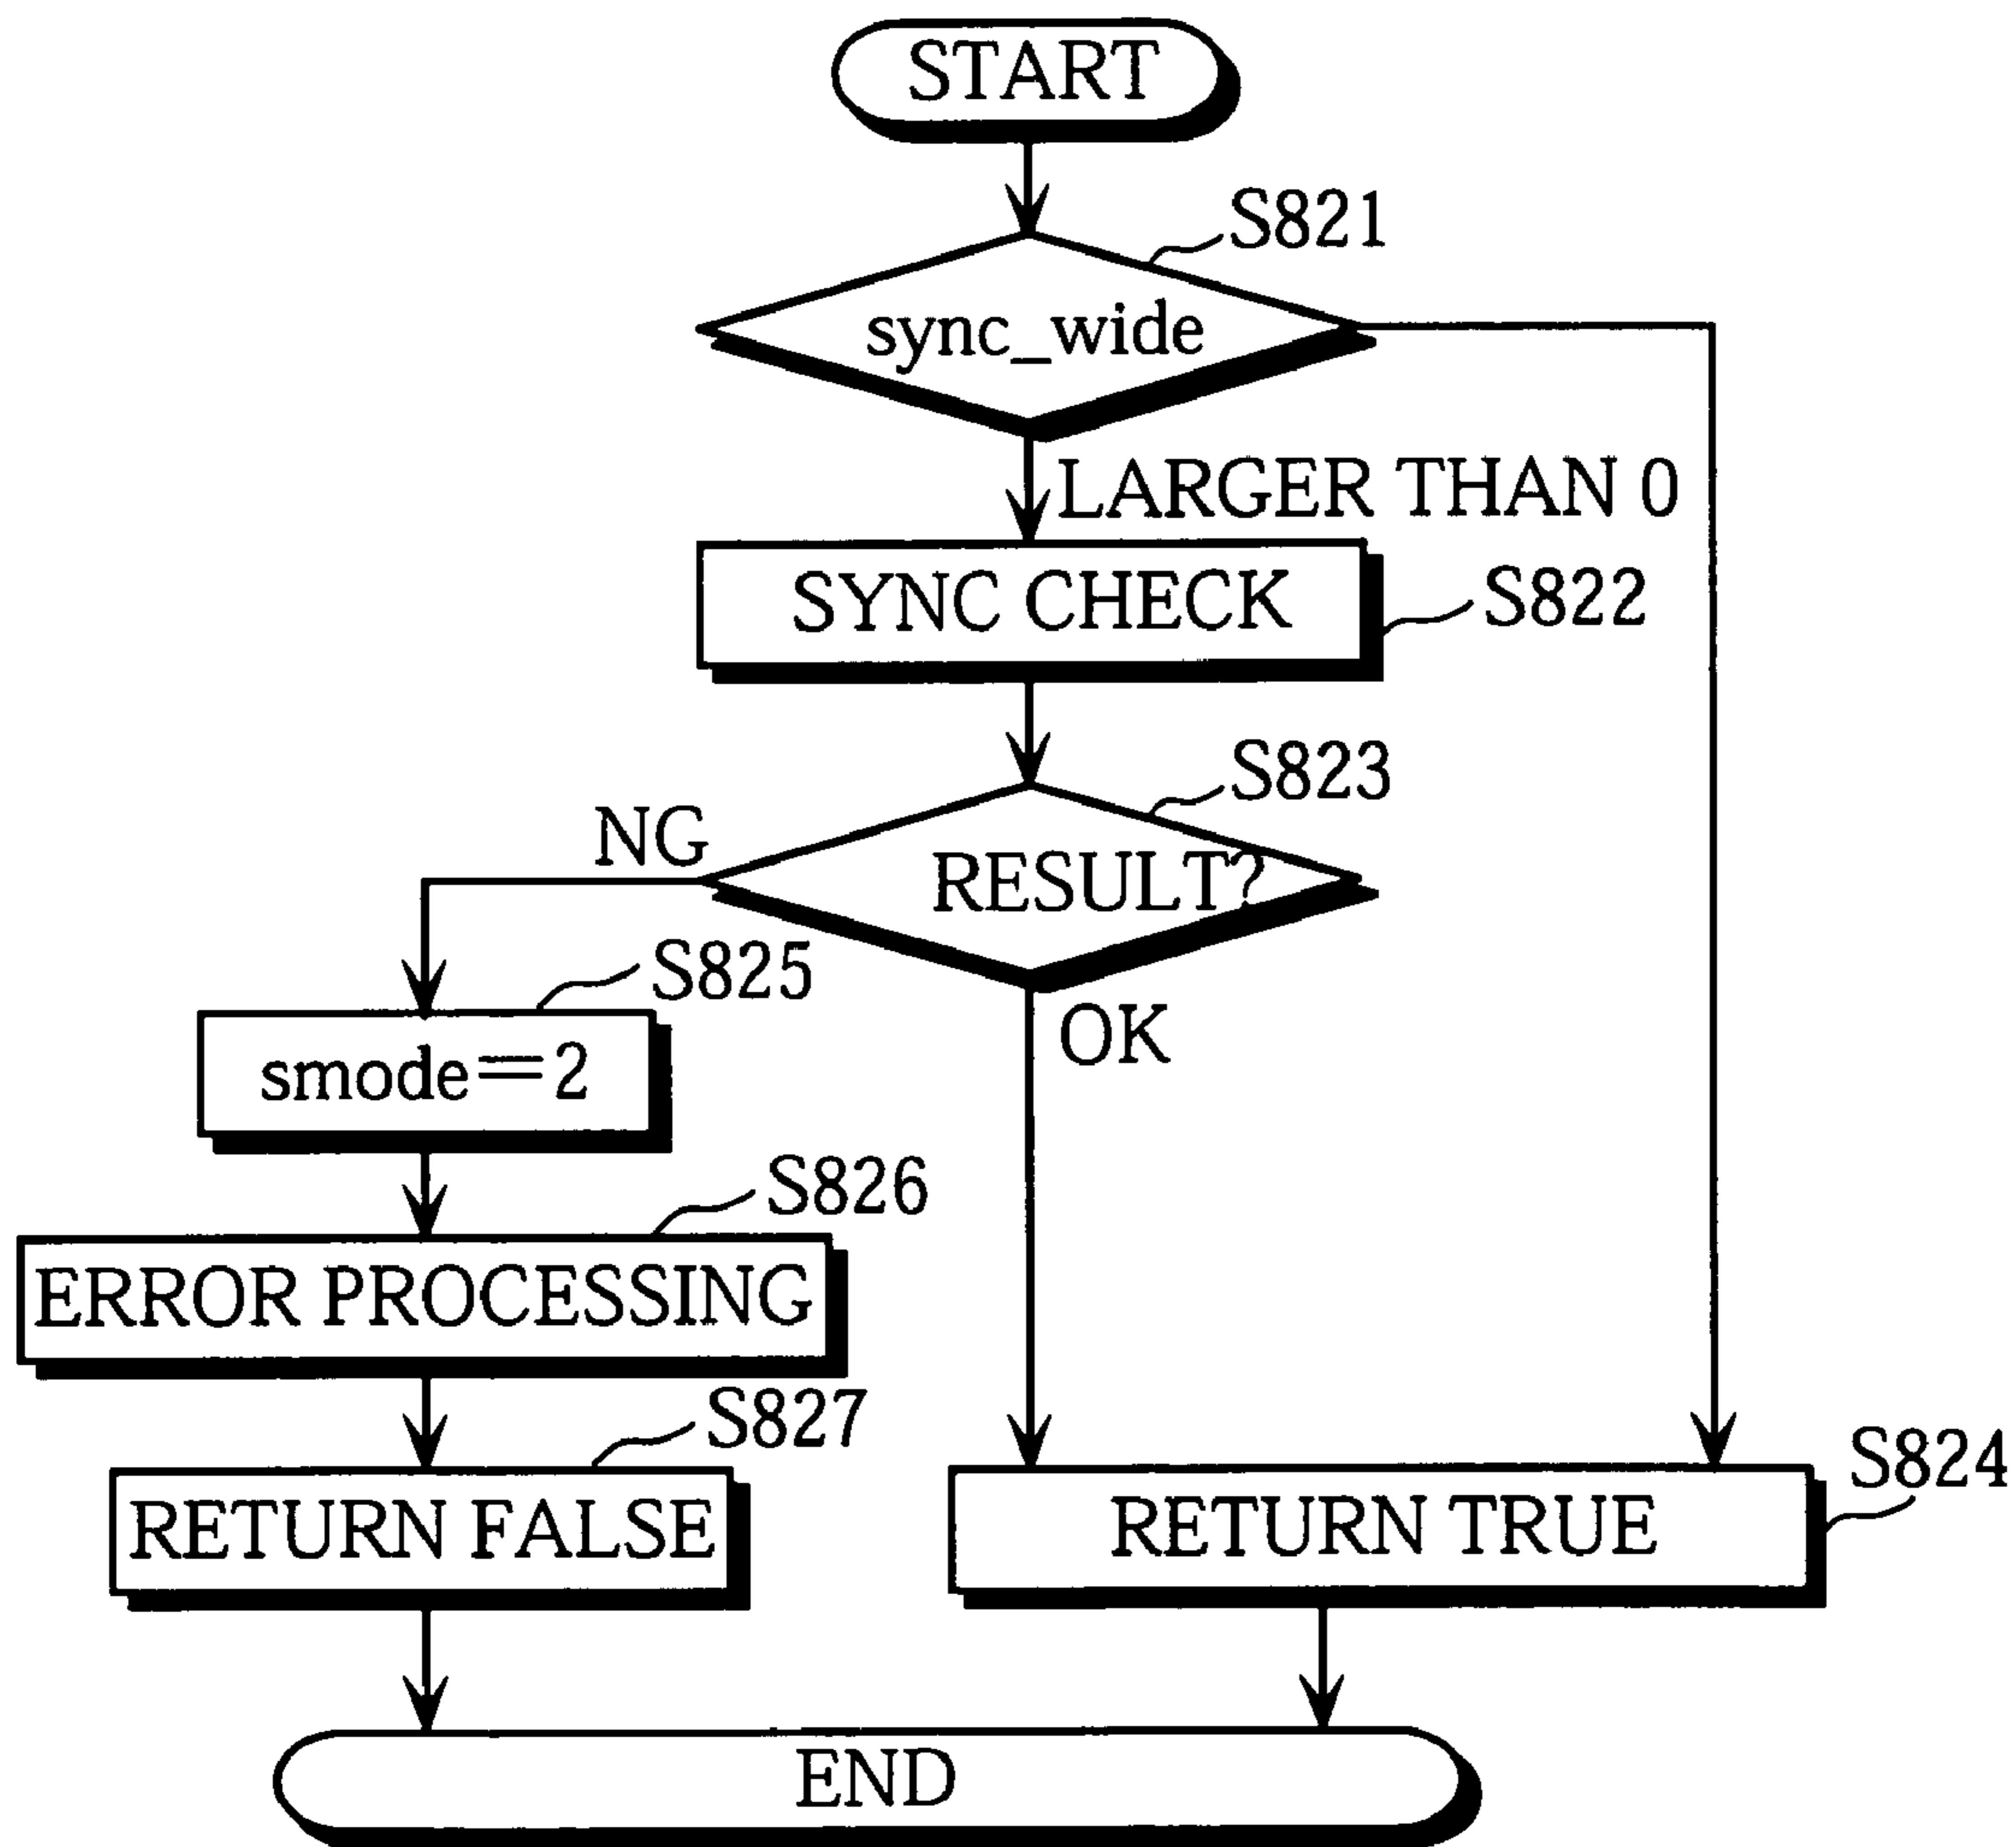 START
S821
sync_wide
LARGER THAN 0
SYNC CHECK
S822
S823
NG
RESULT?
S825
OK
smode=2
S826
ERROR PROCESSING
S827
S824
RETURN FALSE
RETURN TRUE
END